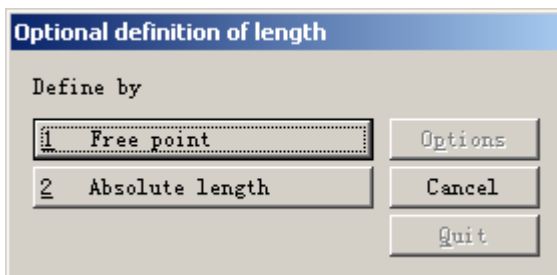 Optional definition of length
Define by
1 Free point
Options
2 Absolute length
Cancel
Quit